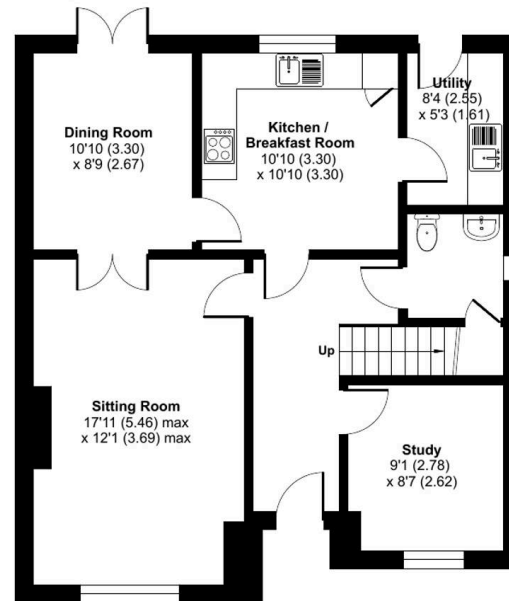 Dining Room
10'10 (3.30)
x 8'9 (2.67)
Kitchen /
Breakfast Room
10'10 (3.30)
x 10'10 (3.30)
Utility
8'4 (2.55)
x 5'3 (1.61)
Up
Sitting Room
17'11 (5.46) max
x 12'1 (3.69) max
Study
9'1 (2.78)
x 8'7 (2.62)